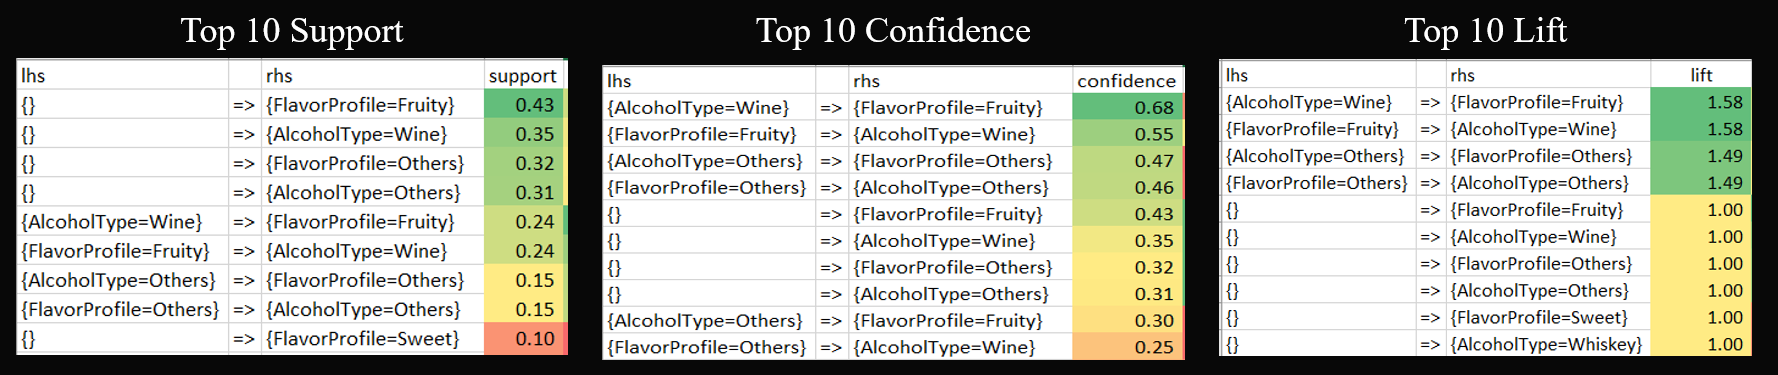 Top 10 Support
lhs rhs support
{} => {FlavorProfile=Fruity} 0.43
{} => {AlcoholType=Wine} 0.35
{} => {FlavorProfile=Others} 0.32
{} => {AlcoholType=Others} 0.31
{AlcoholType=Wine} => {FlavorProfile=Fruity} 0.24
{FlavorProfile=Fruity} => {AlcoholType=Wine} 0.24
{AlcoholType=Others} => {FlavorProfile=Others} 0.15
{FlavorProfile=Others} => {AlcoholType=Others} 0.15
{} => {FlavorProfile=Sweet} 0.10
Top 10 Confidence
lhs rhs confidence
{AlcoholType=Wine} => {FlavorProfile=Fruity} 0.68
{FlavorProfile=Fruity} => {AlcoholType=Wine} 0.55
{AlcoholType=Others} => {FlavorProfile=Others} 0.47
{FlavorProfile=Others} => {AlcoholType=Others} 0.46
{} => {FlavorProfile=Fruity} 0.43
{} => {AlcoholType=Wine} 0.35
{} => {FlavorProfile=Others} 0.32
{} => {AlcoholType=Others} 0.31
{AlcoholType=Others} => {FlavorProfile=Fruity} 0.30
{FlavorProfile=Others} => {AlcoholType=Wine} 0.25
Top 10 Lift
lhs rhs lift
{AlcoholType=Wine} => {FlavorProfile=Fruity} 1.58
{FlavorProfile=Fruity} => {AlcoholType=Wine} 1.58
{AlcoholType=Others} => {FlavorProfile=Others} 1.49
{FlavorProfile=Others} => {AlcoholType=Others} 1.49
{} => {FlavorProfile=Fruity} 1.00
{} => {AlcoholType=Wine} 1.00
{} => {FlavorProfile=Others} 1.00
{} => {AlcoholType=Others} 1.00
{} => {FlavorProfile=Sweet} 1.00
{} => {AlcoholType=Whiskey} 1.00